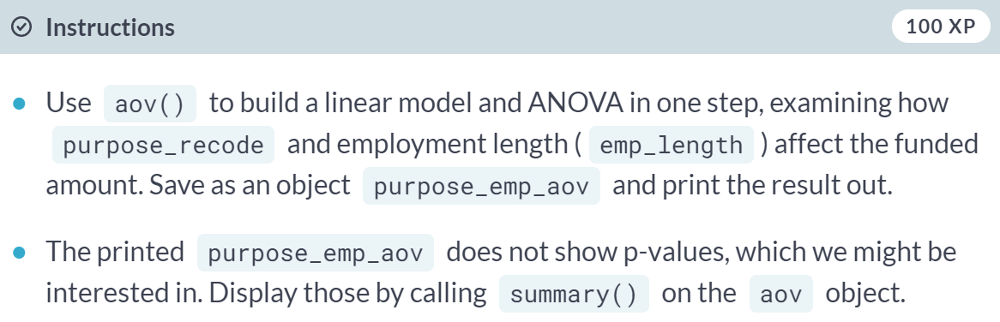 Instructions
100 XP
Use aov() to build a linear model and ANOVA in one step, examining how
purpose_recode and employment length ( emp_length ) affect the funded
amount. Save as an object purpose_emp_aov and print the result out.
The printed purpose_emp_aov does not show p-values, which we might be
interested in. Display those by calling summary() on the aov object.